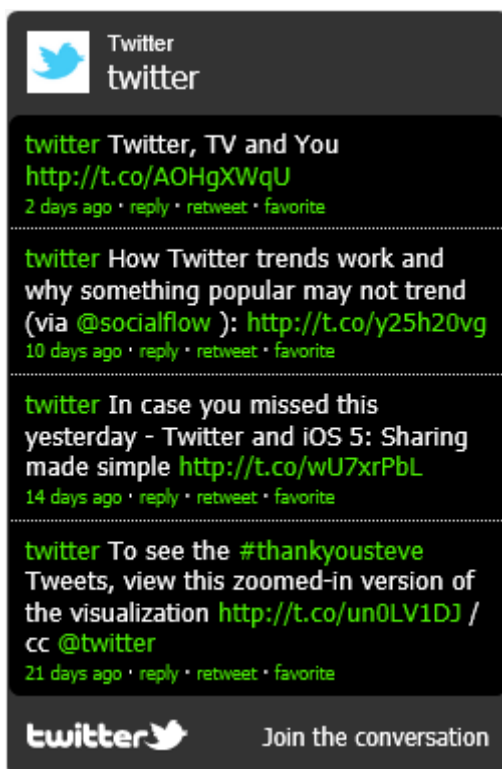 Twitter
twitter
twitter Twitter, TV and You
http://t.co/AOHgXWqU
2 days ago · reply · retweet · favorite
twitter How Twitter trends work and
why something popular may not trend
(via @socialflow ): http://t.co/y25h20vg
10 days ago · reply · retweet · favorite
twitter In case you missed this
yesterday - Twitter and iOS 5: Sharing
made simple http://t.co/wU7xrPbL
14 days ago · reply · retweet · favorite
twitter To see the #thankyousteve
Tweets, view this zoomed-in version of
the visualization http://t.co/un0LV1DJ /
cc @twitter
21 days ago · reply · retweet · favorite
twitter Join the conversation